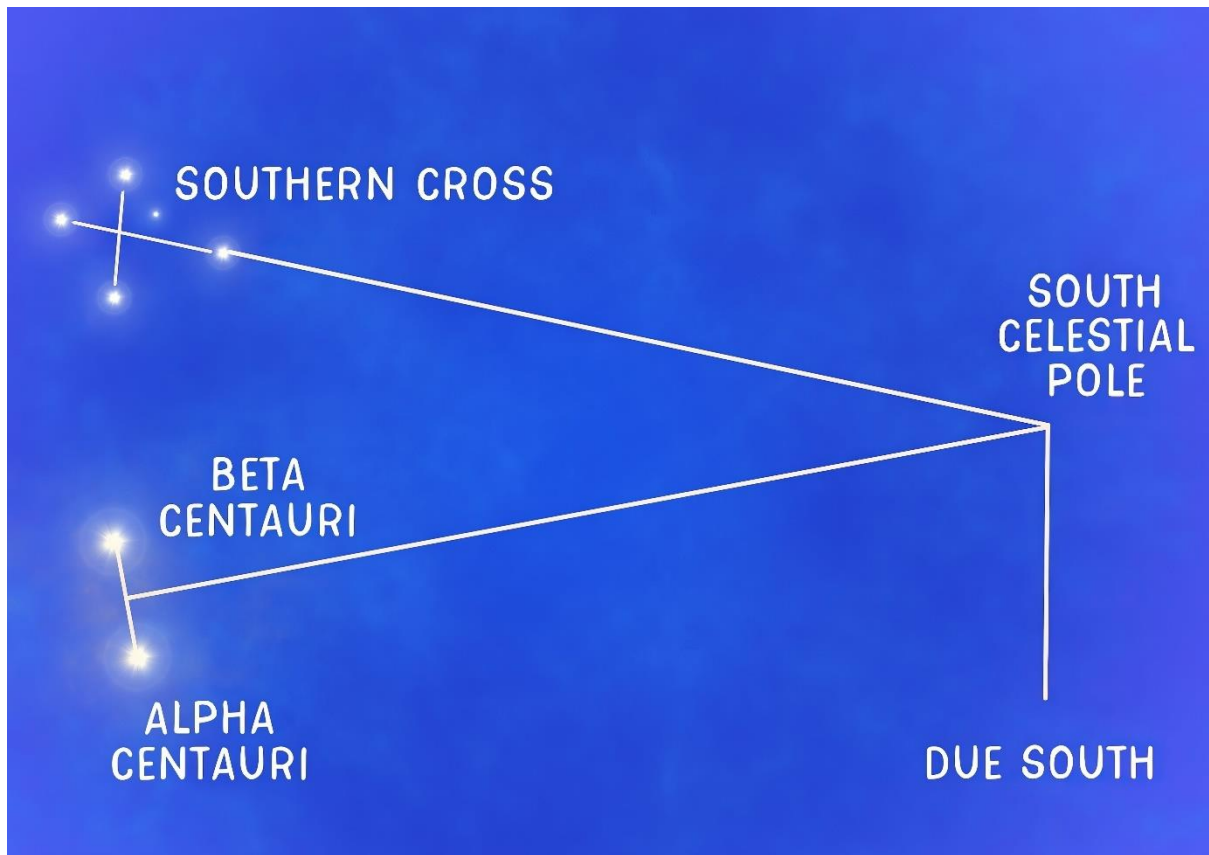 SOUTHERN CROSS
SOUTH
CELESTIAL
POLE
BETA
CENTAURI
ALPHA
CENTAURI
DUE SOUTH